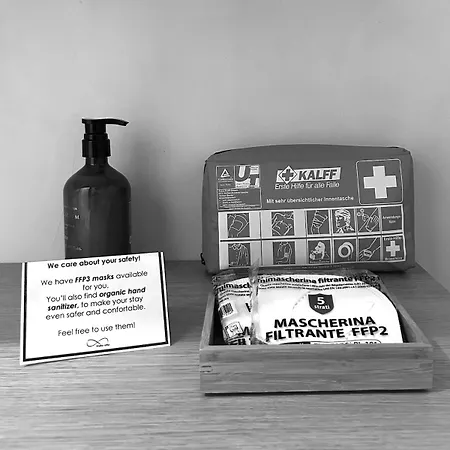 We care about your safety!
We have FFP3 masks available
for you.
You'll also find organic hand
sanitizer, to make your stay
even safer and confortable.
Feel free to use them!
KALFF
Erste Hilfe für alle Fälle
Mit sehr übersichtlicher Innentasche
mascherina filtrante FFP2
5
strati
MASCHERINA
FILTRANTE FFP2